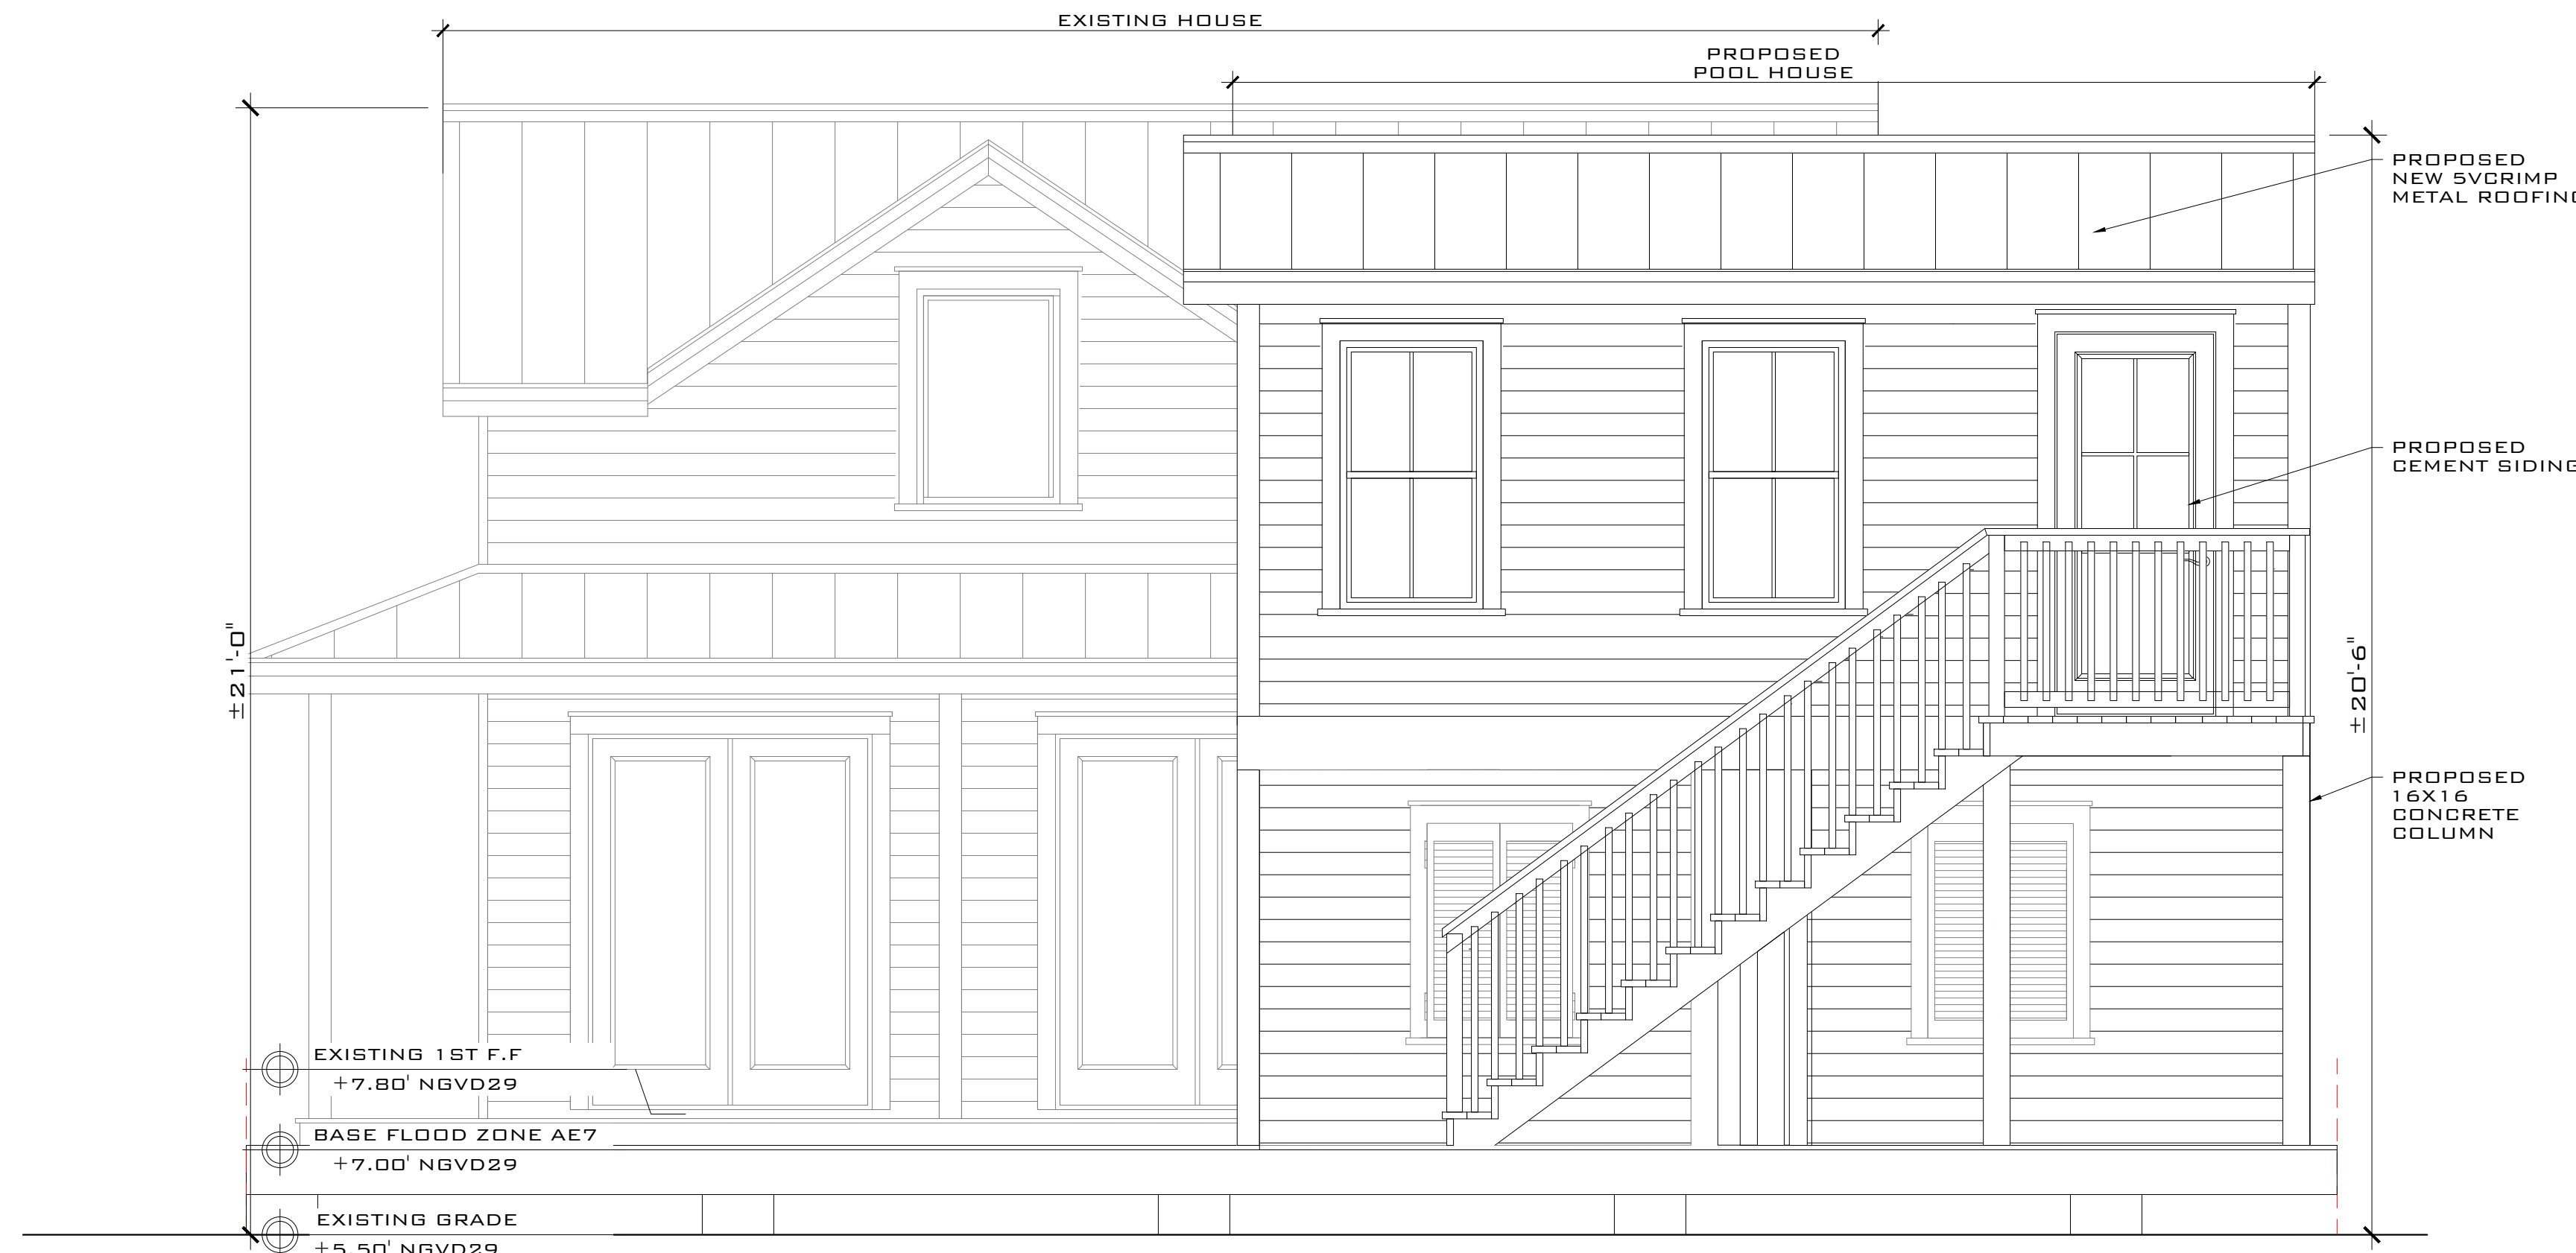 EXISTING HOUSE
PROPOSED
POOL HOUSE
PROPOSED
NEW 5VCRIMP
METAL ROOFING
PROPOSED
CEMENT SIDING
±21'-0"
±20'-6"
PROPOSED
16X16
CONCRETE
COLUMN
EXISTING 1ST F.F
+7.80' NGVD29
BASE FLOOD ZONE AE7
+7.00' NGVD29
EXISTING GRADE
+5.50' NGVD29